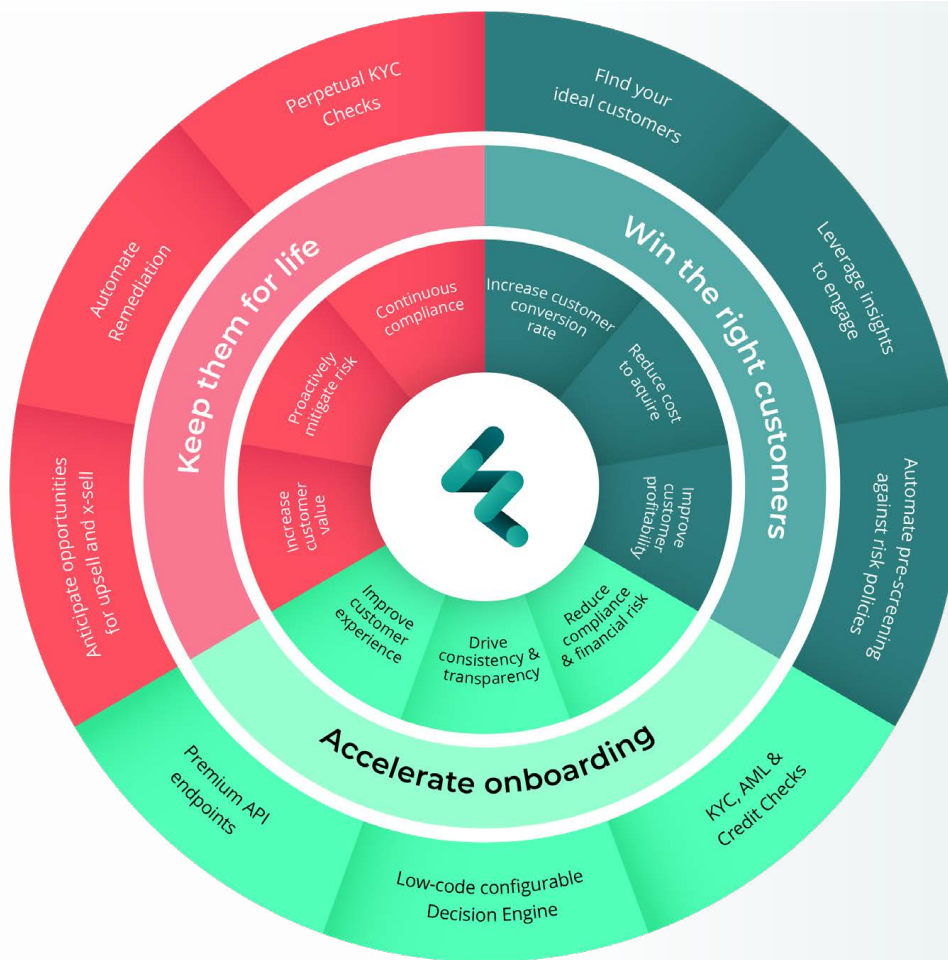 Perpetual KYC
Checks
FInd your
ideal customers
Leverage insights
to engage
Automate pre-screening
against risk policies
KYC, AML &
Credit Checks
Low-code configurable
Decision Engine
Premium API
endpoints
Anticipate opportunities
for upsell and x-sell
Automate
Remediation
Keep them for life
Win the right customers
Accelerate onboarding
Continuous
compliance
Increase customer
conversion
rate
Reduce cost
to aquire
Improve
customer
profitability
Reduce
compliance
& financial risk
Drive
consistency &
transparency
Improve
customer
experience
Increase
customer
value
Proactively
mitigate risk